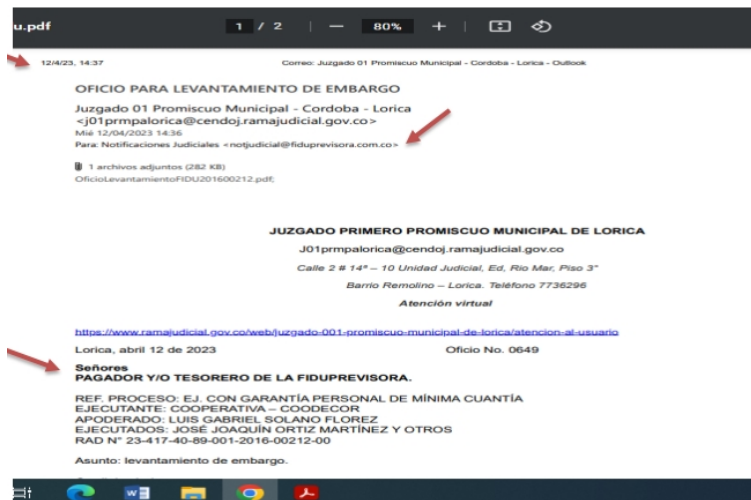 u.pdf
1 / 2
80%
12/4/23, 14:37
Correo: Juzgado 01 Promiscuo Municipal - Cordoba - Lorica - Outlook
OFICIO PARA LEVANTAMIENTO DE EMBARGO
Juzgado 01 Promiscuo Municipal - Cordoba - Lorica
<j01prmpalorica@cendoj.ramajudicial.gov.co>
Mié 12/04/2023 14:36
Para: Notificaciones Judiciales <notjudicial@fiduprevisora.com.co>
1 archivos adjuntos (282 KB)
OficioLevantamientoFIDU201600212.pdf;
JUZGADO PRIMERO PROMISCUO MUNICIPAL DE LORICA
J01prmpalorica@cendoj.ramajudicial.gov.co
Calle 2 # 14ª – 10 Unidad Judicial, Ed, Rio Mar, Piso 3°
Barrio Remolino – Lorica. Teléfono 7736296
Atención virtual
https://www.ramajudicial.gov.co/web/juzgado-001-promiscuo-municipal-de-lorica/atencion-al-usuario
Lorica, abril 12 de 2023 Oficio No. 0649
Señores
PAGADOR Y/O TESORERO DE LA FIDUPREVISORA.
REF. PROCESO: EJ. CON GARANTÍA PERSONAL DE MÍNIMA CUANTÍA
EJECUTANTE: COOPERATIVA – COODECOR
APODERADO: LUIS GABRIEL SOLANO FLOREZ
EJECUTADOS: JOSÉ JOAQUÍN ORTIZ MARTÍNEZ Y OTROS
RAD N° 23-417-40-89-001-2016-00212-00
Asunto: levantamiento de embargo.